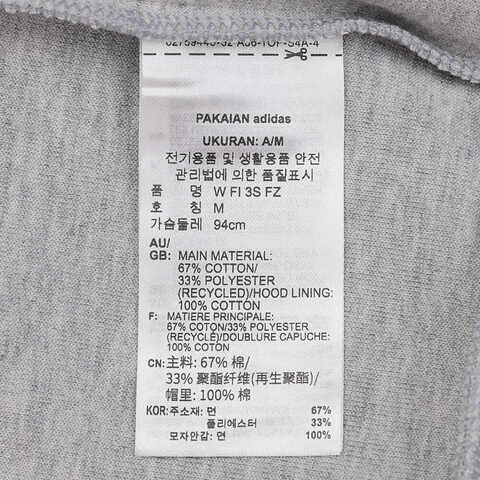 PAKAIAN adidas
UKURAN: A/M
전기용품 및 생활용품 안전
관리법에 의한 품질표시
품 명 W FI 3S FZ
호 칭 M
가슴둘레 94cm
AU/
GB: MAIN MATERIAL:
67% COTTON/
33% POLYESTER
(RECYCLED)/HOOD LINING:
100% COTTON
F: MATIERE PRINCIPALE:
67% COTON/33% POLYESTER
(RECYCLÉ)/DOUBLURE CAPUCHE:
100% COTON
CN: 主料: 67% 棉/
33% 聚酯纤维(再生聚酯)/
帽里: 100% 棉
KOR: 주소재: 면 67%
폴리에스터 33%
모자안감: 면 100%